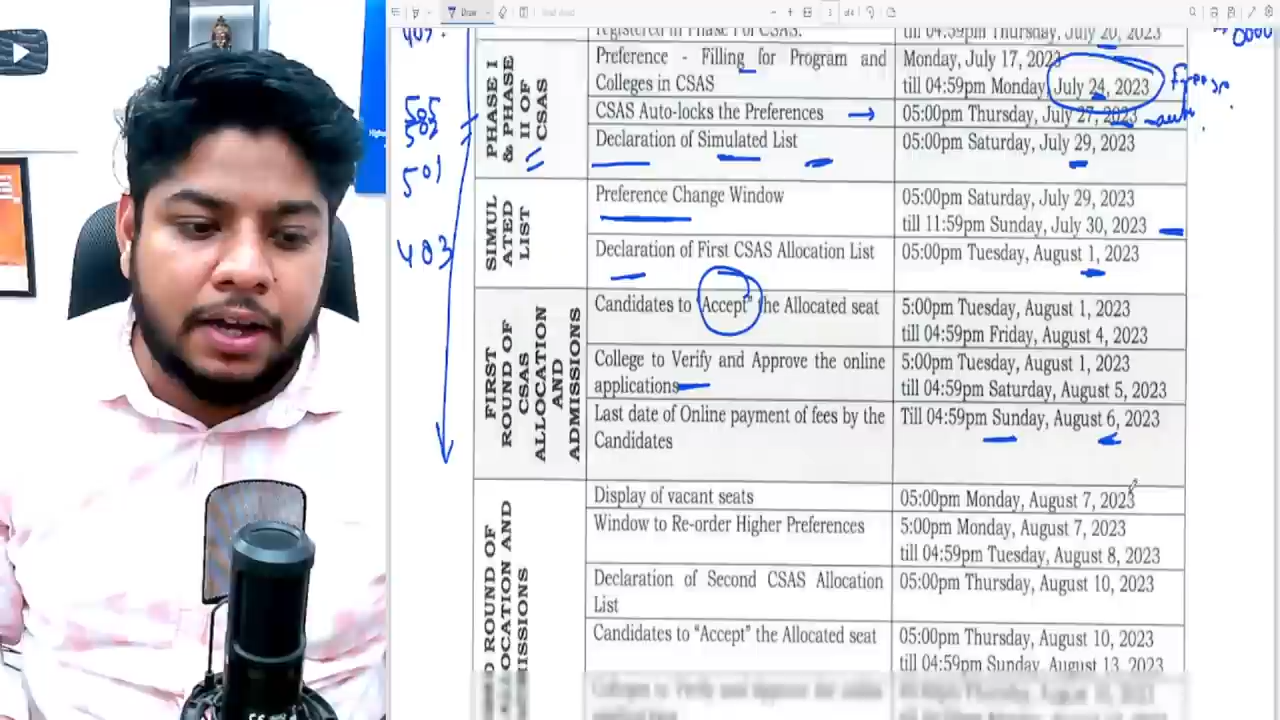 Draw
Read aloud
of 4
registered in Phase I of CSAS.
till 04:59pm Thursday, July 20, 2023
PHASE I
& PHASE
II OF
CSAS
Preference - Filling for Program and
Colleges in CSAS
Monday, July 17, 2023
till 04:59pm Monday, July 24, 2023
CSAS Auto-locks the Preferences
05:00pm Thursday, July 27, 2023
Declaration of Simulated List
05:00pm Saturday, July 29, 2023
SIMUL
ATED
LIST
Preference Change Window
05:00pm Saturday, July 29, 2023
till 11:59pm Sunday, July 30, 2023
Declaration of First CSAS Allocation List
05:00pm Tuesday, August 1, 2023
FIRST
ROUND OF
CSAS
ALLOCATION
AND
ADMISSIONS
Candidates to "Accept" the Allocated seat
5:00pm Tuesday, August 1, 2023
till 04:59pm Friday, August 4, 2023
College to Verify and Approve the online
applications
5:00pm Tuesday, August 1, 2023
till 04:59pm Saturday, August 5, 2023
Last date of Online payment of fees by the
Candidates
Till 04:59pm Sunday, August 6, 2023
Display of vacant seats
05:00pm Monday, August 7, 2023
Window to Re-order Higher Preferences
5:00pm Monday, August 7, 2023
till 04:59pm Tuesday, August 8, 2023
Declaration of Second CSAS Allocation
List
05:00pm Thursday, August 10, 2023
Candidates to "Accept" the Allocated seat
05:00pm Thursday, August 10, 2023
till 04:59pm Sunday, August 13, 2023
ROUND OF
AND
501
403